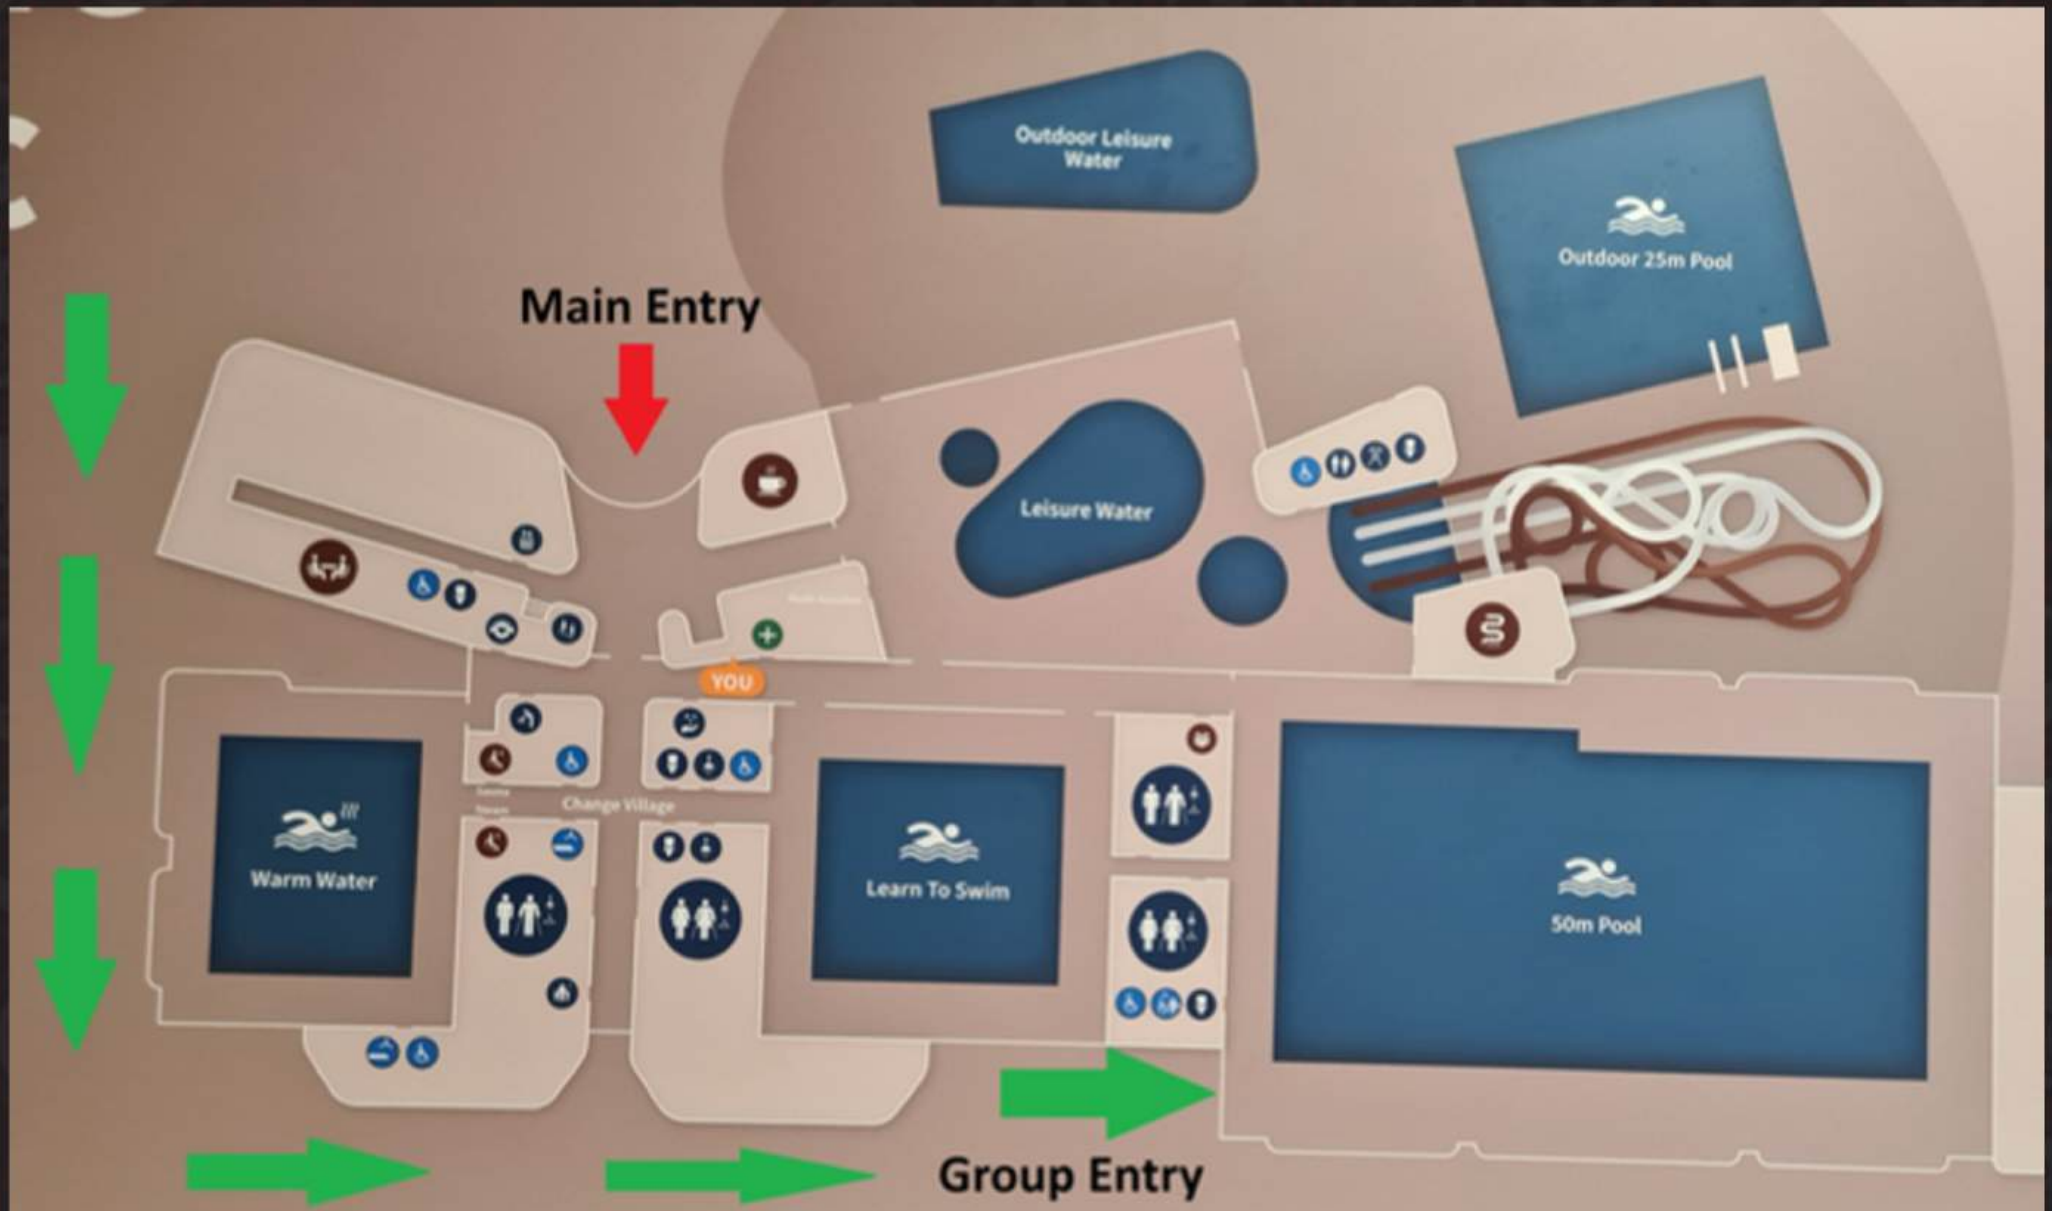 Outdoor Leisure
Water
Outdoor 25m Pool
Main Entry
Leisure Water
YOU
Change Village
Warm Water
Learn To Swim
50m Pool
Group Entry